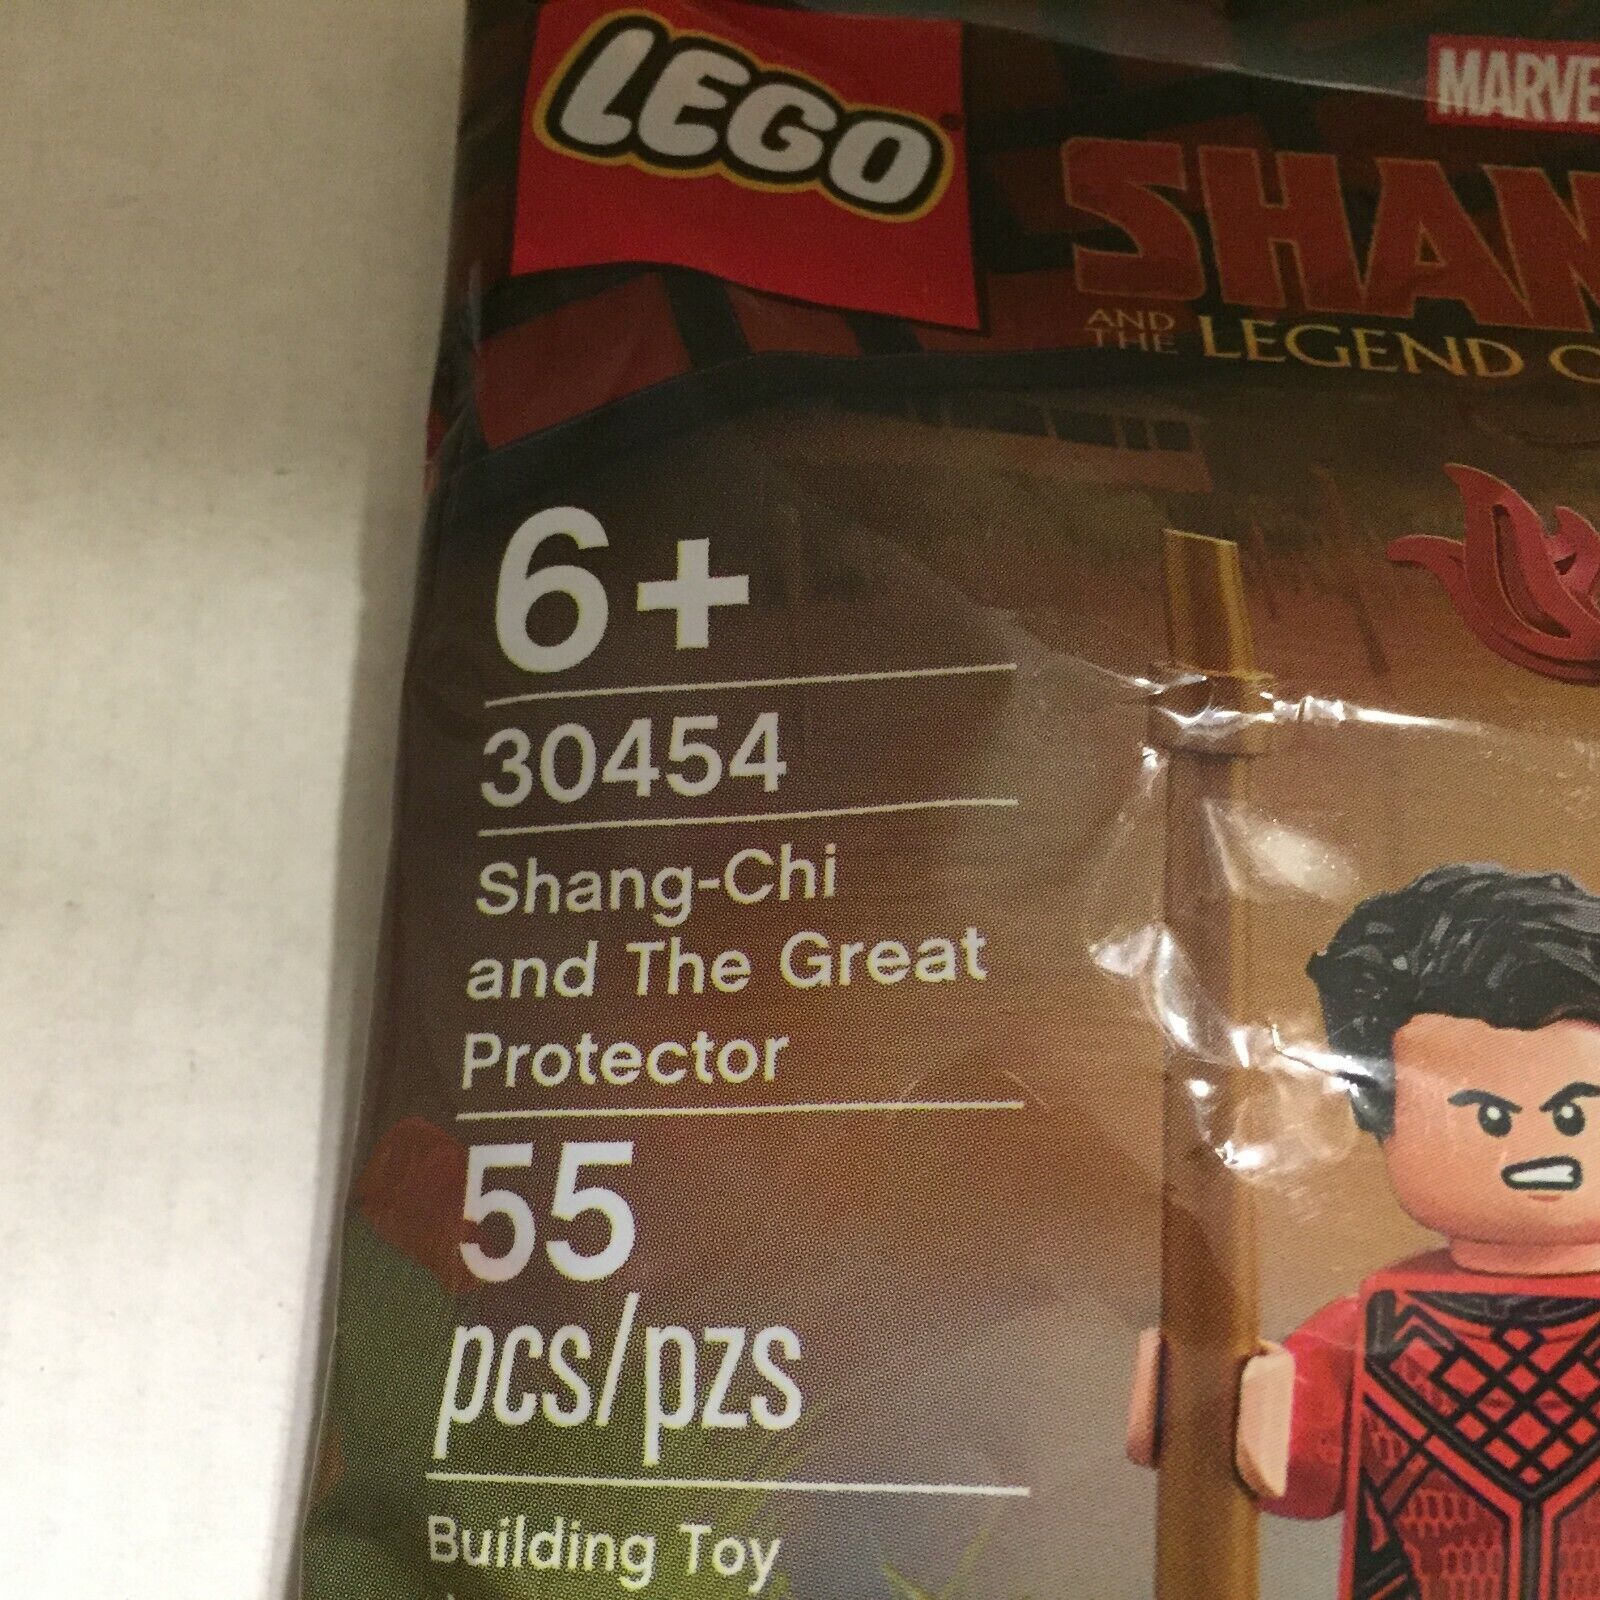 LEGO
MARVE
SHAN
AND THE LEGEND O
6+
30454
Shang-Chi
and The Great
Protector
55
pcs/pzs
Building Toy